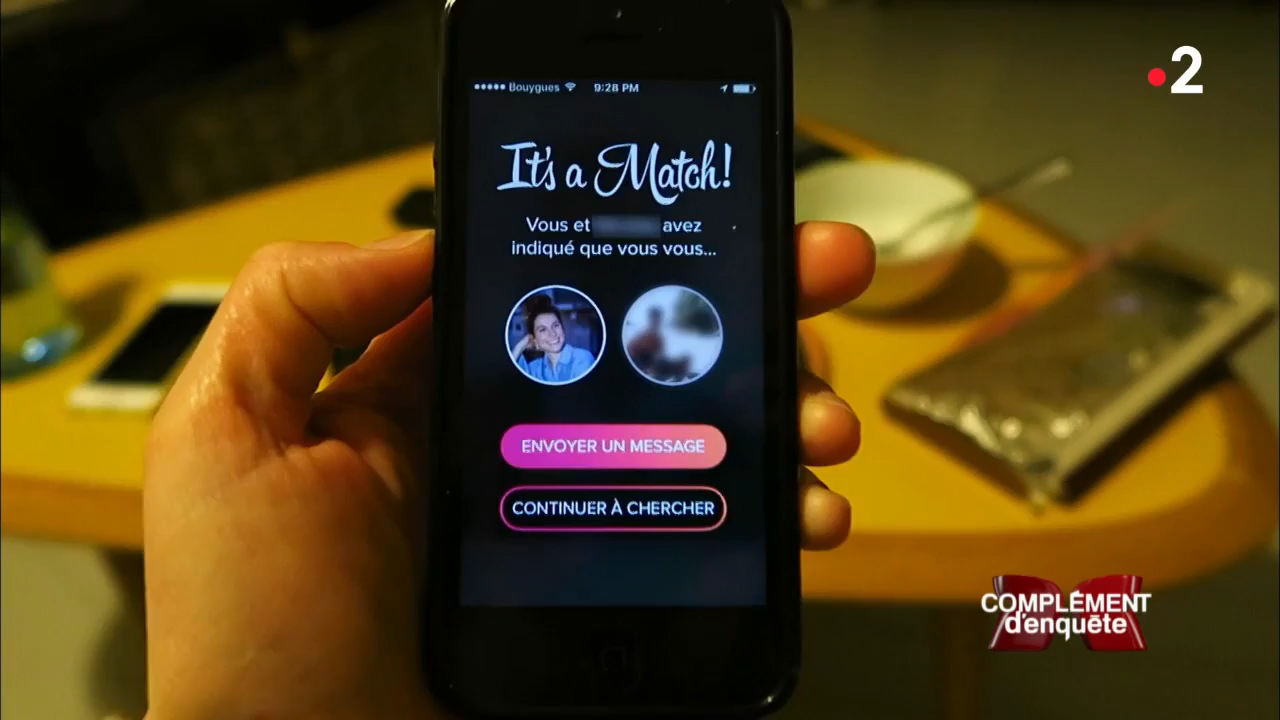 2
Bouygues 9:28 PM
It's a Match!
Vous et avez
indiqué que vous vous...
ENVOYER UN MESSAGE
CONTINUER À CHERCHER
COMPLÉMENT
d'enquête